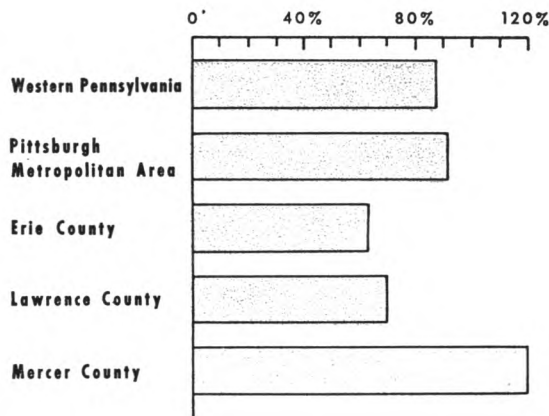 0° 40% 80% 120%
Western Pennsylvania
Pittsburgh
Metropolitan Area
Erie County
Lawrence County
Mercer County